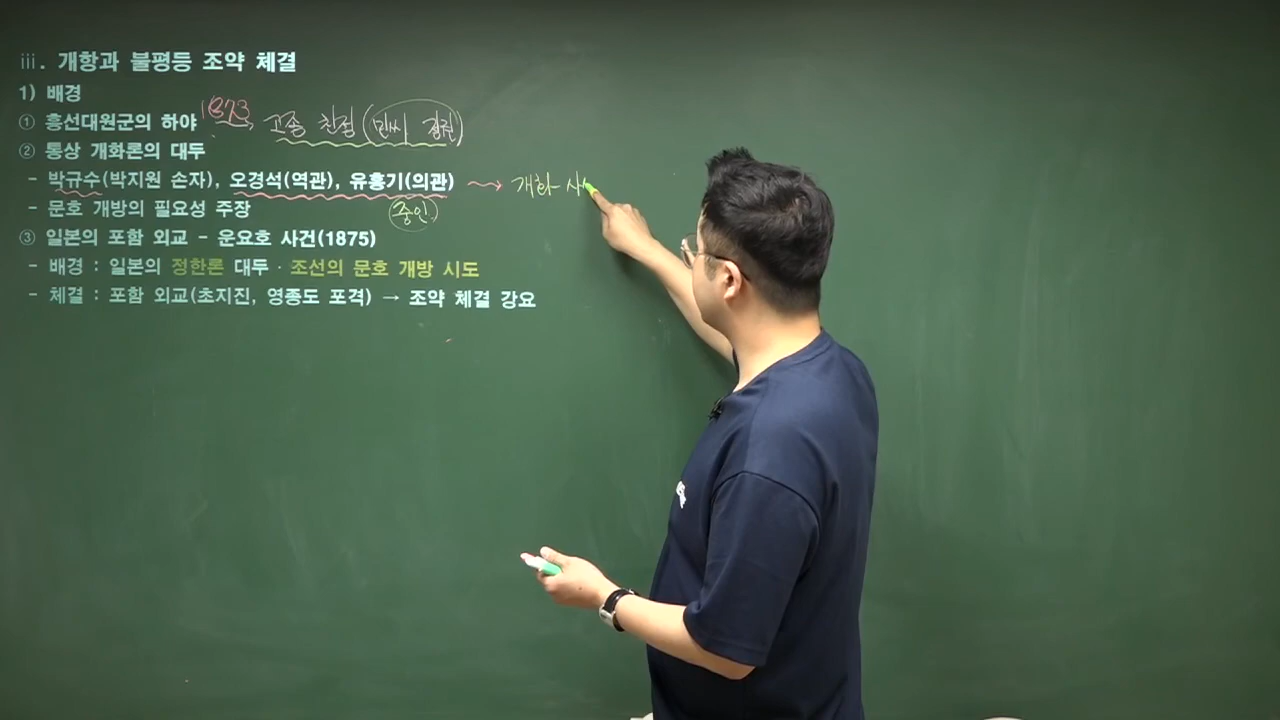 ⅲ. 개항과 불평등 조약 체결
1) 배경
① 흥선대원군의 하야 1873, 고종 친정(민씨 정권)
② 통상 개화론의 대두
- 박규수(박지원 손자), 오경석(역관), 유홍기(의관) → 개화 사
(중인)
- 문호 개방의 필요성 주장
③ 일본의 포함 외교 - 운요호 사건(1875)
- 배경 : 일본의 정한론 대두 · 조선의 문호 개방 시도
- 체결 : 포함 외교(초지진, 영종도 포격) → 조약 체결 강요